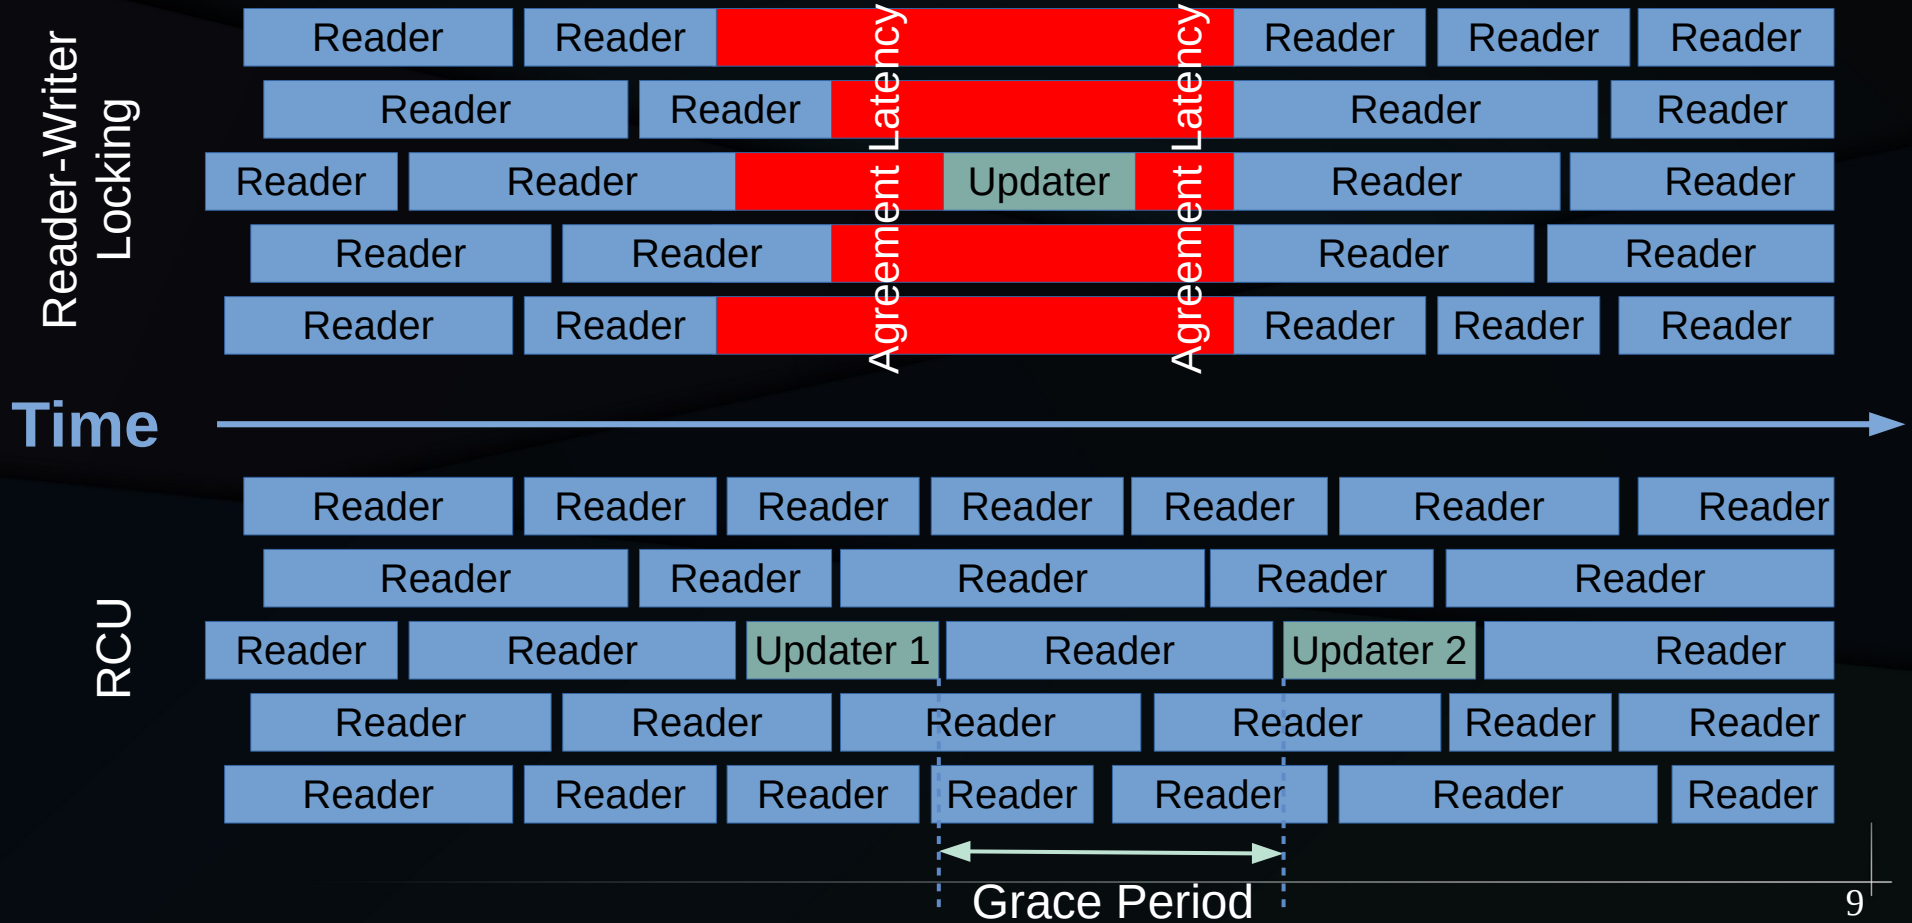 Reader-Writer
Locking
Agreement Latency
Agreement Latency
Reader Reader Reader Reader Reader
Reader Reader Reader Reader
Reader Reader Updater Reader Reader
Reader Reader Reader Reader
Reader Reader Reader Reader Reader
Time
RCU
Reader Reader Reader Reader Reader Reader Reader
Reader Reader Reader Reader Reader
Reader Reader Updater 1 Reader Updater 2 Reader
Reader Reader Reader Reader Reader Reader
Reader Reader Reader Reader Reader Reader Reader
Grace Period
9